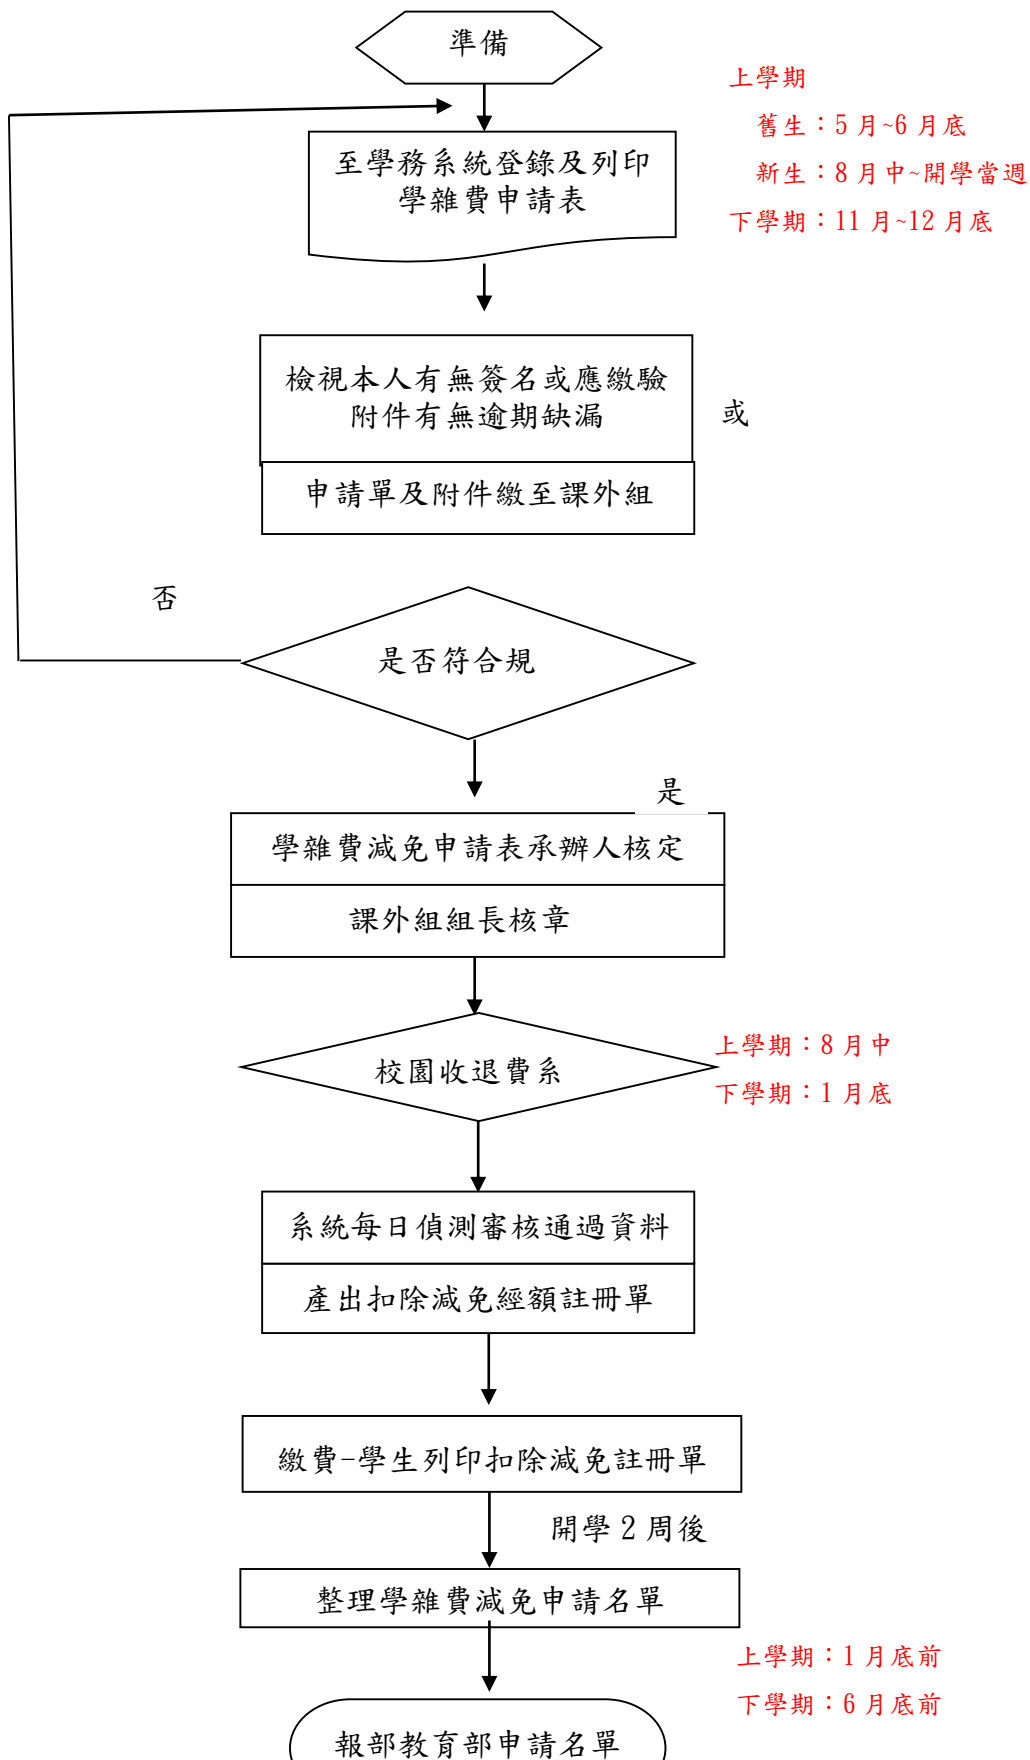 準備
上學期
舊生：5 月~6 月底
新生：8 月中~開學當週
下學期：11 月~12 月底
至學務系統登錄及列印
學雜費申請表
檢視本人有無簽名或應繳驗
附件有無逾期缺漏
或
申請單及附件繳至課外組
否
是否符合規
是
學雜費減免申請表承辦人核定
課外組組長核章
校園收退費系
上學期：8 月中
下學期：1 月底
系統每日偵測審核通過資料
產出扣除減免經額註冊單
繳費-學生列印扣除減免註冊單
開學 2 周後
整理學雜費減免申請名單
上學期：1 月底前
下學期：6 月底前
報部教育部申請名單